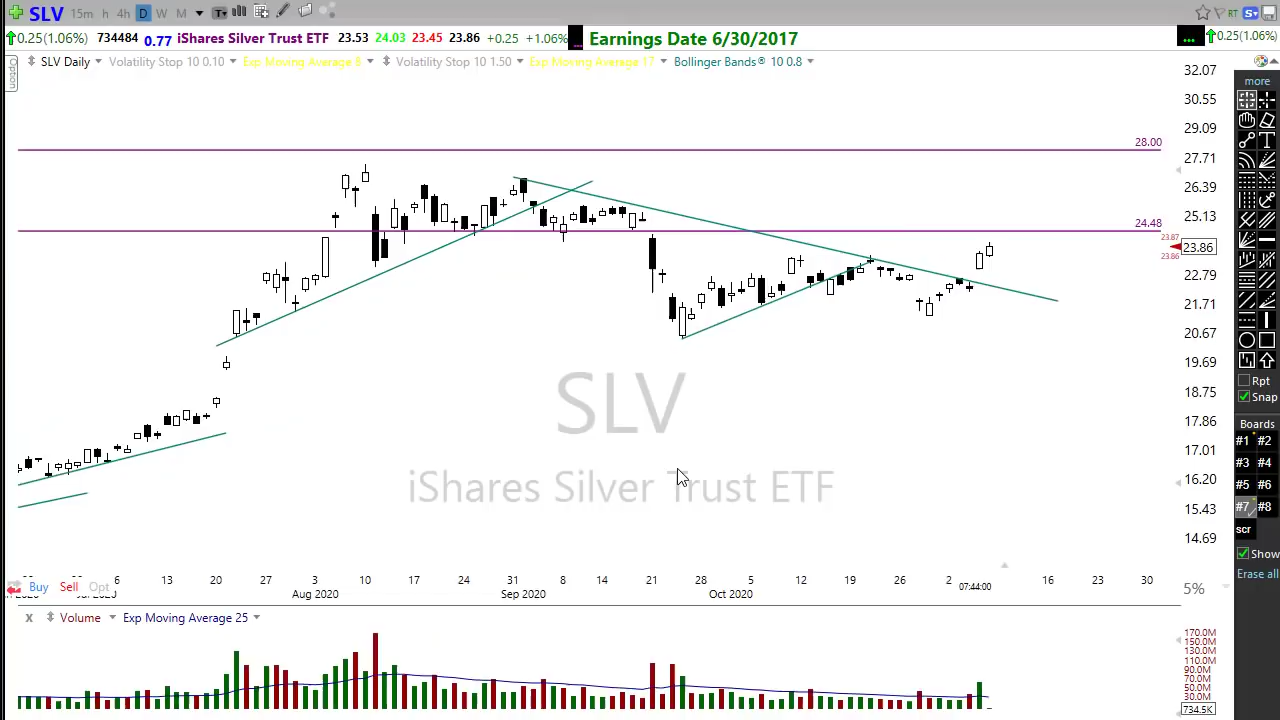 SLV 15m h 4h D W M T
0.25(1.06%) 734484 0.77 iShares Silver Trust ETF 23.53 24.03 23.45 23.86 +0.25 +1.06% ... Earnings Date 6/30/2017 ... 0.25(1.06%)
RT S
Option
SLV Daily Volatility Stop 10 0.10 Exp Moving Average 8 Volatility Stop 10 1.50 Exp Moving Average 17 Bollinger Bands® 10 0.8
32.07
30.55
29.09
28.00
27.71
26.39
25.13
24.48
23.87
23.86
23.86
22.79
21.71
20.67
19.69
18.75
17.86
17.01
16.20
15.43
14.69
SLV
iShares Silver Trust ETF
more
T
Rpt
Snap
Boards
#1 #2
#3 #4
#5 #6
#7 #8
scr
Show
Erase all
6 13 20 27 3 10 17 24 31 8 14 21 28 5 12 19 26 2 07:44:00 16 23 30
Buy Sell Opt
Aug 2020 Sep 2020 Oct 2020
5%
X Volume Exp Moving Average 25
170.0M
150.0M
130.0M
110.0M
90.0M
70.0M
50.0M
30.0M
734.5K